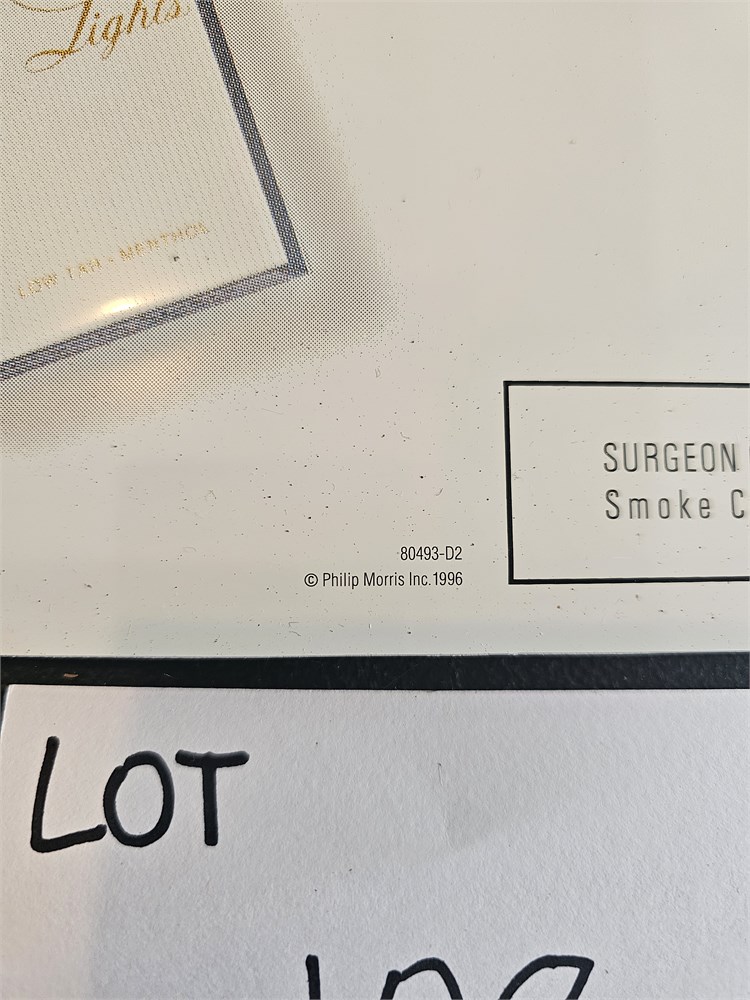 Lights
LOW TAR - MENTHOL
SURGEON
Smoke C
80493-D2
© Philip Morris Inc.1996
LOT